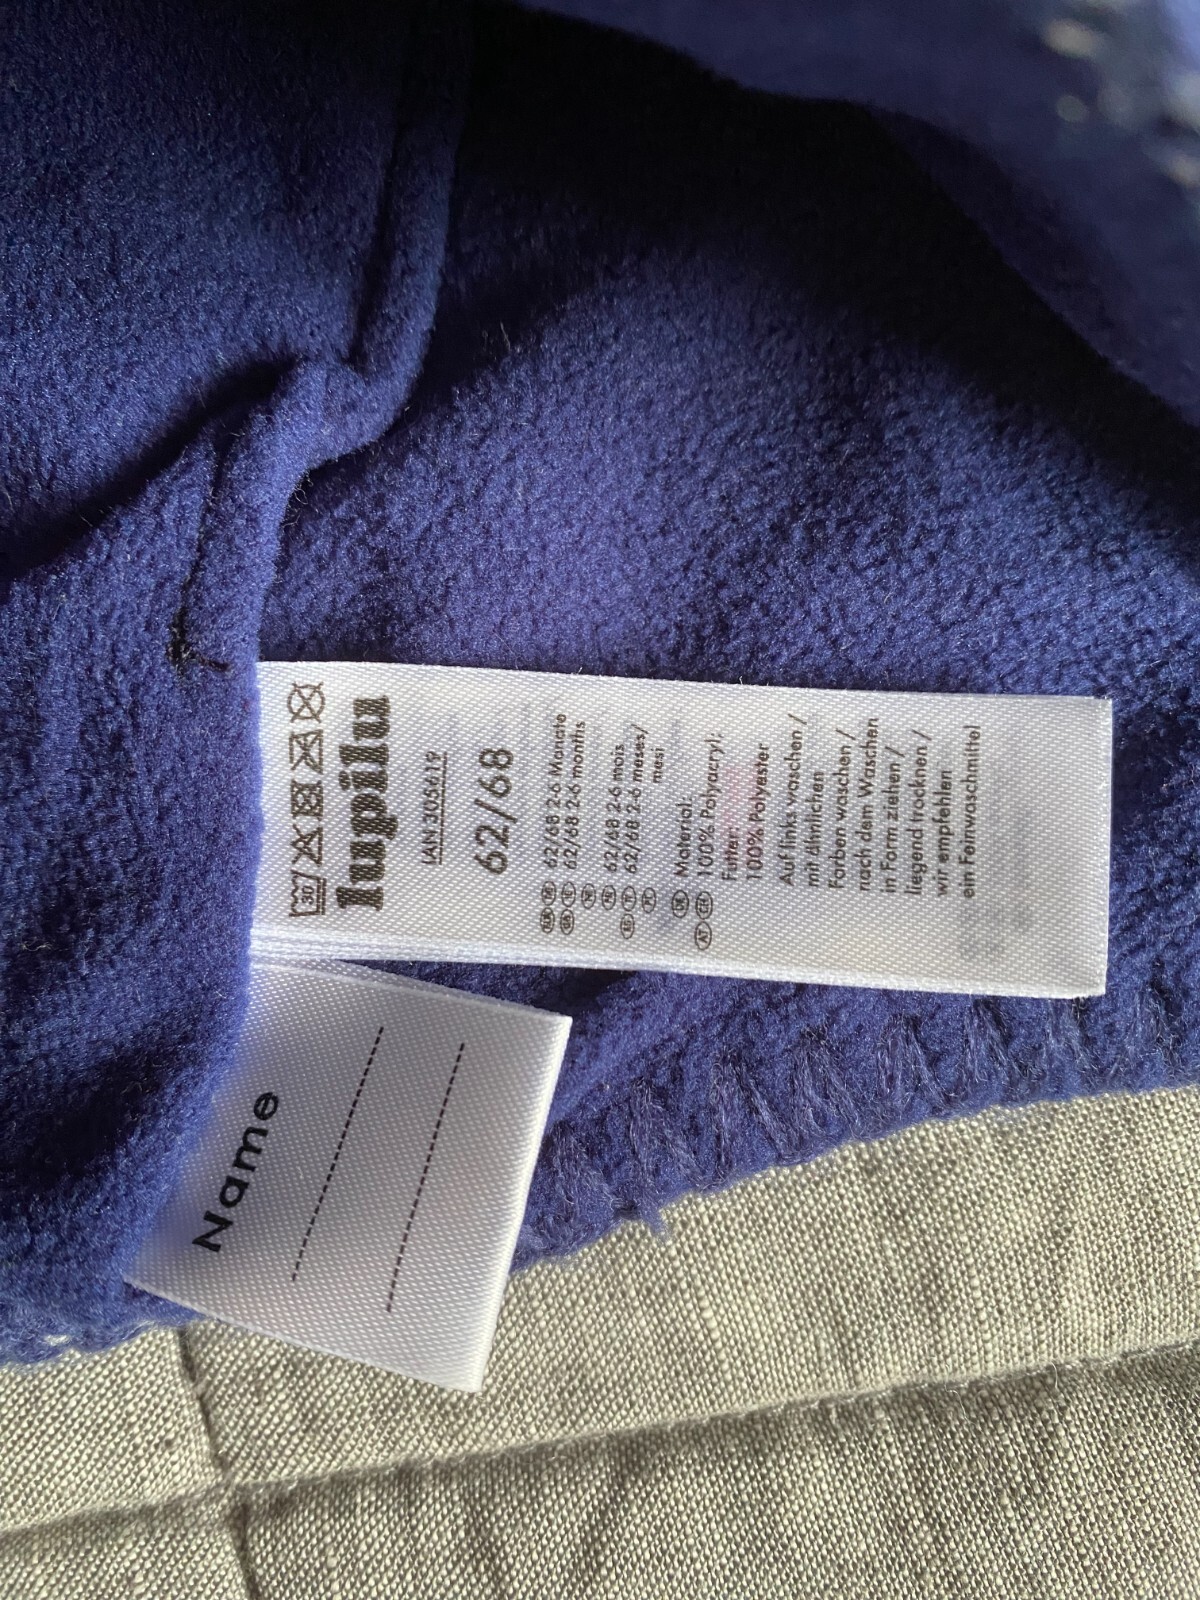 30
lupilu
IAN 305619
62/68
62/68 2-6 Monate
62/68 2-6 months
62/68 2-6 mois
62/68 2-6 meses/
mesi
Material:
100% Polyacryl;
Futter:
100% Polyester
Auf links waschen /
mit ähnlichen
Farben waschen /
nach dem Waschen
in Form ziehen /
liegend trocknen /
wir empfehlen
ein Feinwaschmittel
Name